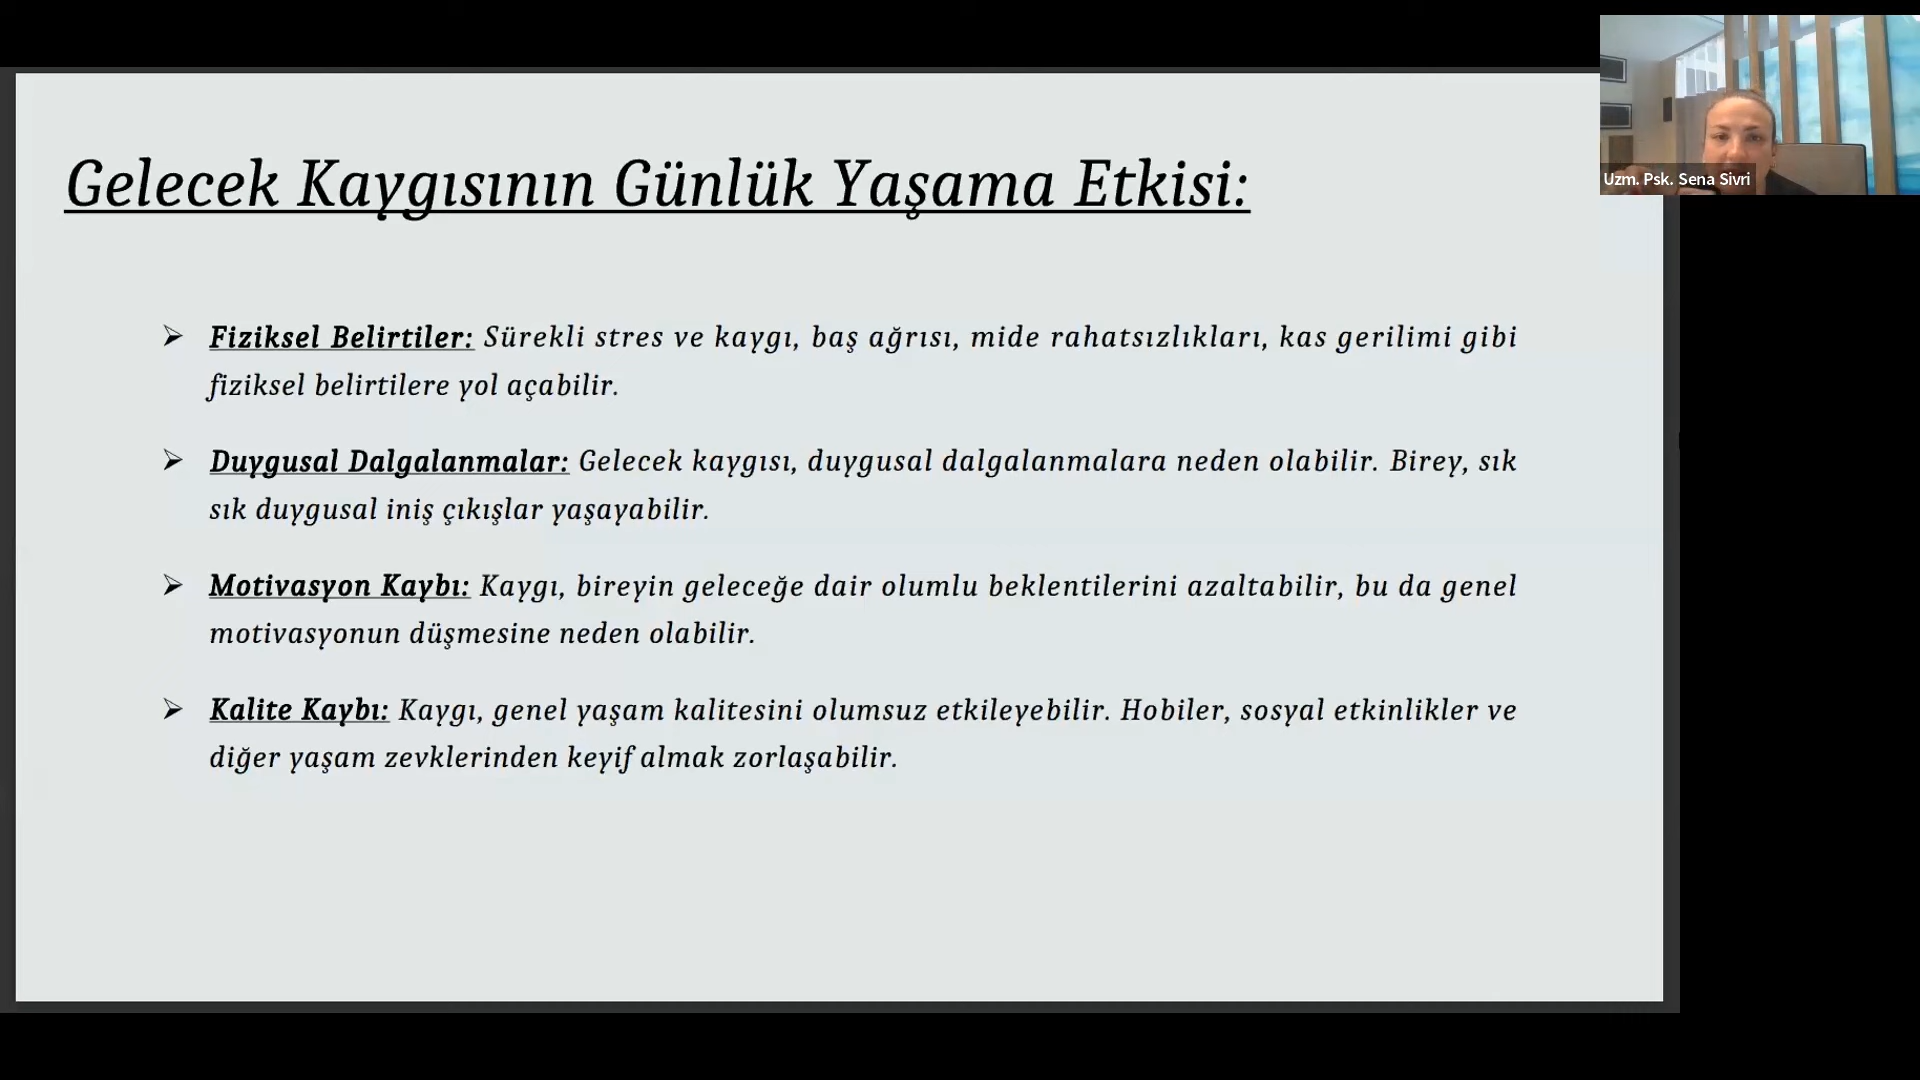 Gelecek Kaygısının Günlük Yaşama Etkisi:
Uzm. Psk. Sena Sivri
➢ Fiziksel Belirtiler: Sürekli stres ve kaygı, baş ağrısı, mide rahatsızlıkları, kas gerilimi gibi
fiziksel belirtilere yol açabilir.
➢ Duygusal Dalgalanmalar: Gelecek kaygısı, duygusal dalgalanmalara neden olabilir. Birey, sık
sık duygusal iniş çıkışlar yaşayabilir.
➢ Motivasyon Kaybı: Kaygı, bireyin geleceğe dair olumlu beklentilerini azaltabilir, bu da genel
motivasyonun düşmesine neden olabilir.
➢ Kalite Kaybı: Kaygı, genel yaşam kalitesini olumsuz etkileyebilir. Hobiler, sosyal etkinlikler ve
diğer yaşam zevklerinden keyif almak zorlaşabilir.